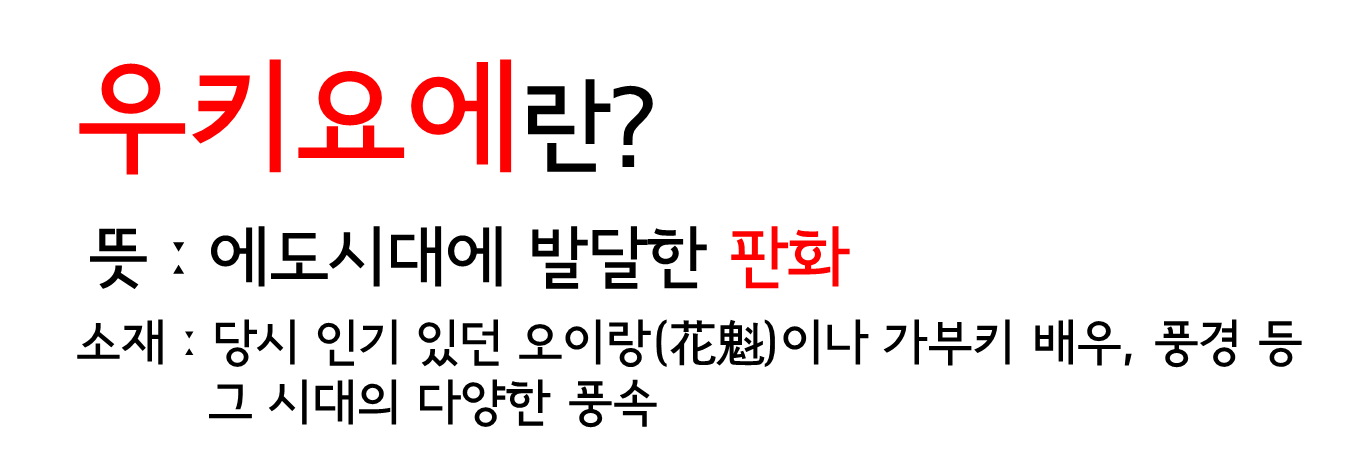 우키요에란?
뜻 : 에도시대에 발달한 판화
소재 : 당시 인기 있던 오이랑(花魁)이나 가부키 배우, 풍경 등
그 시대의 다양한 풍속